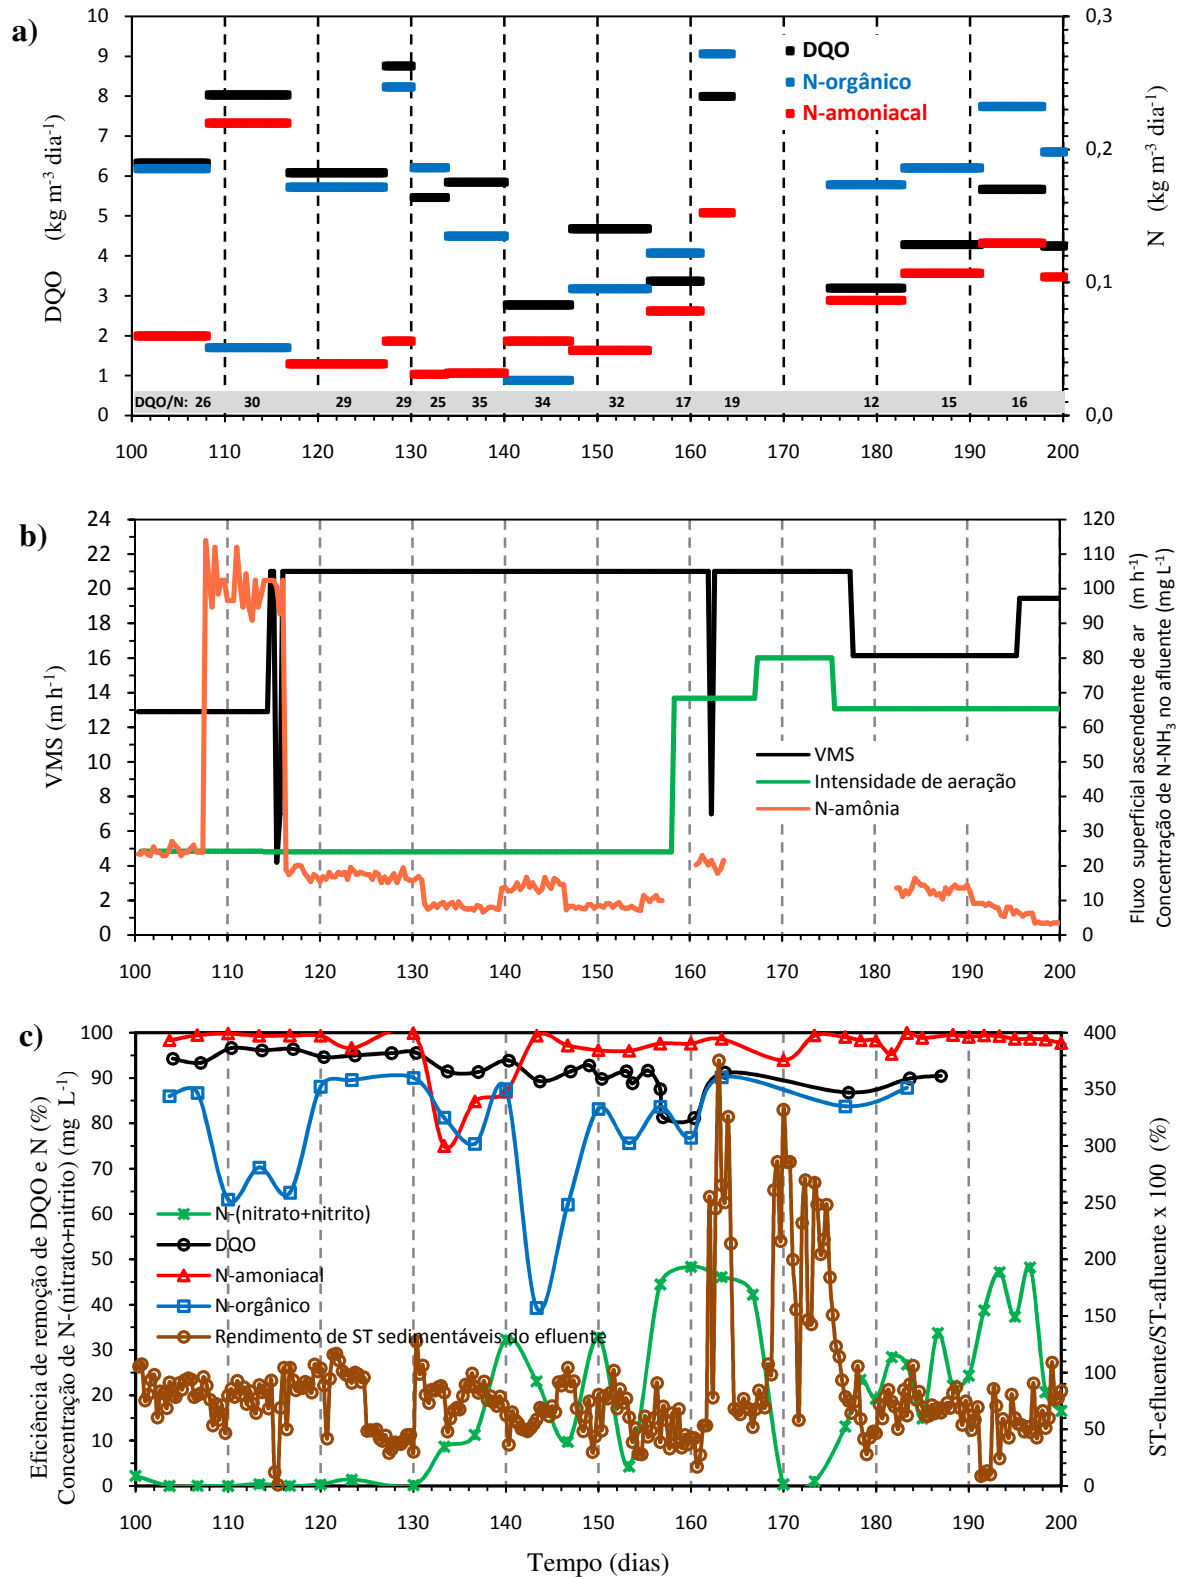 a)
10
9
8
7
6
5
4
3
2
1
0
DQO (kg m-3 dia-1)
DQO
N-orgânico
N-amoniacal
0,3
0,2
0,1
0,0
N (kg m-3 dia-1)
DQO/N: 26 30 29 29 25 35 34 32 17 19 12 15 16
100 110 120 130 140 150 160 170 180 190 200
b)
24
22
20
18
16
14
12
10
8
6
4
2
0
VMS (m h-1)
VMS
Intensidade de aeração
N-amônia
120
110
100
90
80
70
60
50
40
30
20
10
0
Fluxo superficial ascendente de ar (m h-1)
Concentração de N-NH3 no afluente (mg L-1)
100 110 120 130 140 150 160 170 180 190 200
c)
100
90
80
70
60
50
40
30
20
10
0
Eficiência de remoção de DQO e N (%)
Concentração de N-(nitrato+nitrito) (mg L-1)
N-(nitrato+nitrito)
DQO
N-amoniacal
N-orgânico
Rendimento de ST sedimentáveis do efluente
400
350
300
250
200
150
100
50
0
ST-efluente/ST-afluente x 100 (%)
100 110 120 130 140 150 160 170 180 190 200
Tempo (dias)